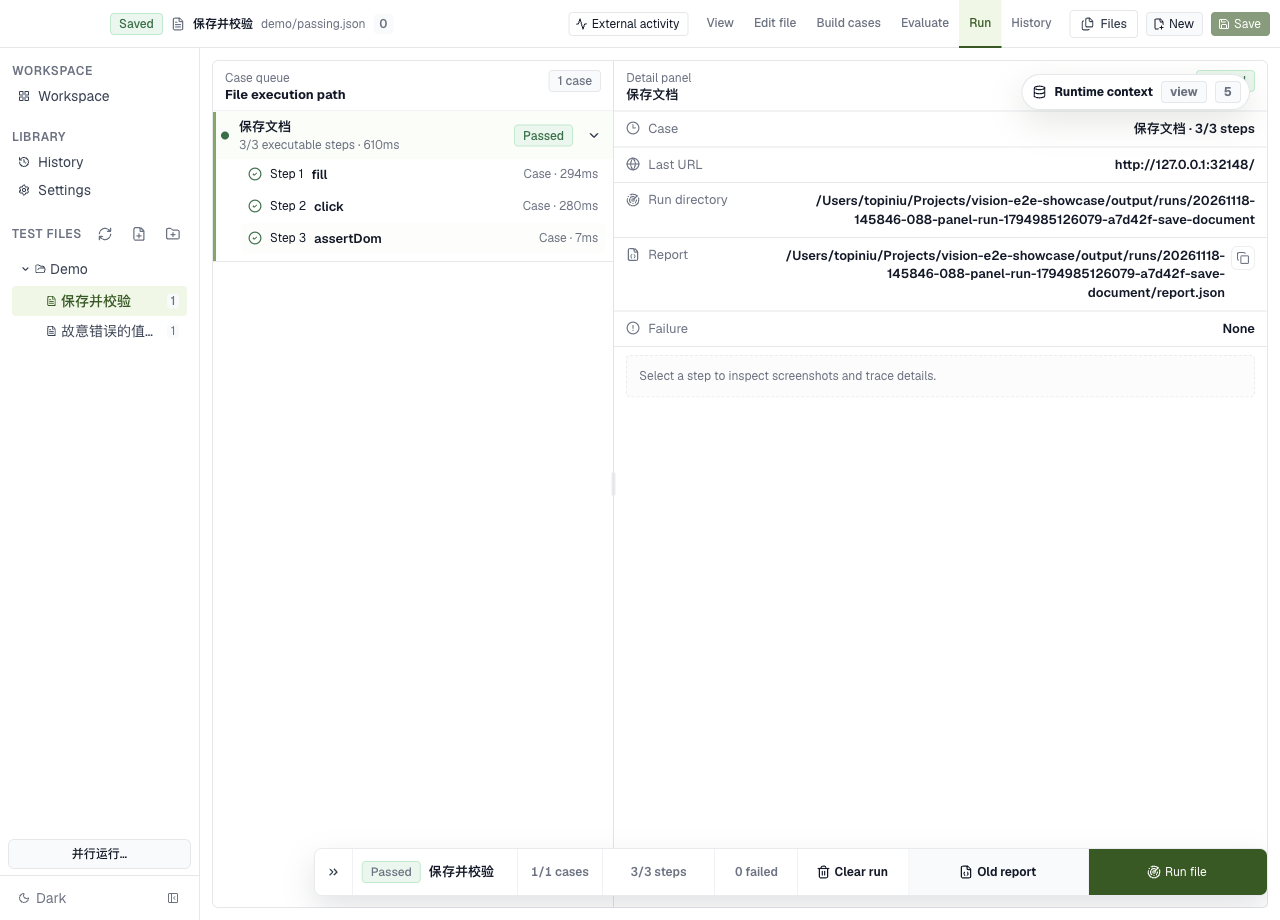 Saved
保存并校验
demo/passing.json
0
External activity
View
Edit file
Build cases
Evaluate
Run
History
Files
New
Save
WORKSPACE
Workspace
LIBRARY
History
Settings
TEST FILES
Demo
保存并校验
1
故意错误的值...
1
并行运行...
Dark
Case queue
File execution path
1 case
保存文档
3/3 executable steps · 610ms
Passed
Step 1 fill
Case · 294ms
Step 2 click
Case · 280ms
Step 3 assertDom
Case · 7ms
Detail panel
保存文档
Runtime context
view
5
Case
保存文档 · 3/3 steps
Last URL
http://127.0.0.1:32148/
Run directory
/Users/topiniu/Projects/vision-e2e-showcase/output/runs/20261118-
145846-088-panel-run-1794985126079-a7d42f-save-document
Report
/Users/topiniu/Projects/vision-e2e-showcase/output/runs/20261118-
145846-088-panel-run-1794985126079-a7d42f-save-
document/report.json
Failure
None
Select a step to inspect screenshots and trace details.
Passed
保存并校验
1/1 cases
3/3 steps
0 failed
Clear run
Old report
Run file